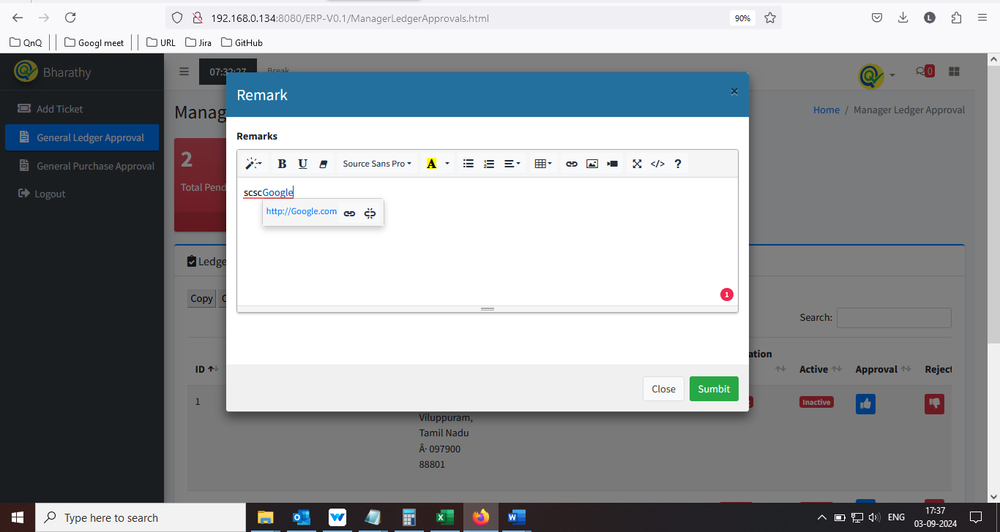 192.168.0.134:8080/ERP-V0.1/ManagerLedgerApprovals.html
90%
L
QnQ
Googl meet
URL
Jira
GitHub
Bharathy
07:32:27
Break
0
Add Ticket
General Ledger Approval
General Purchase Approval
Logout
Manag
Home / Manager Ledger Approval
2
Total Pend
Remark
×
Remarks
B U
Source Sans Pro
A
</> ?
scscGoogle
http://Google.com
1
Close
Sumbit
Ledge
Copy
C
Search:
ID
ation
Active
Approval
Reject
1
Inactive
Viluppuram,
Tamil Nadu
Â· 097900
88801
Type here to search
ENG
17:37
03-09-2024